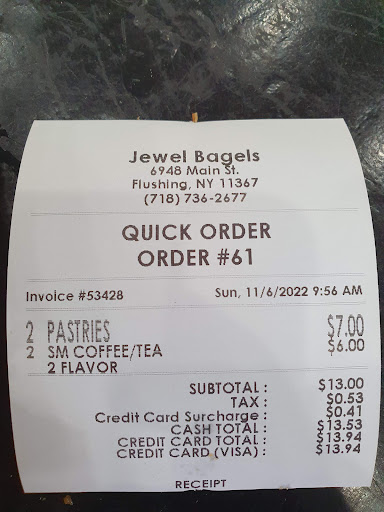 Jewel Bagels
6948 Main St.
Flushing, NY 11367
(718) 736-2677
QUICK ORDER
ORDER #61
Invoice #53428 Sun, 11/6/2022 9:56 AM
2 PASTRIES $7.00
2 SM COFFEE/TEA $6.00
2 FLAVOR
SUBTOTAL : $13.00
TAX : $0.53
Credit Card Surcharge : $0.41
CASH TOTAL : $13.53
CREDIT CARD TOTAL : $13.94
CREDIT CARD (VISA) : $13.94
RECEIPT